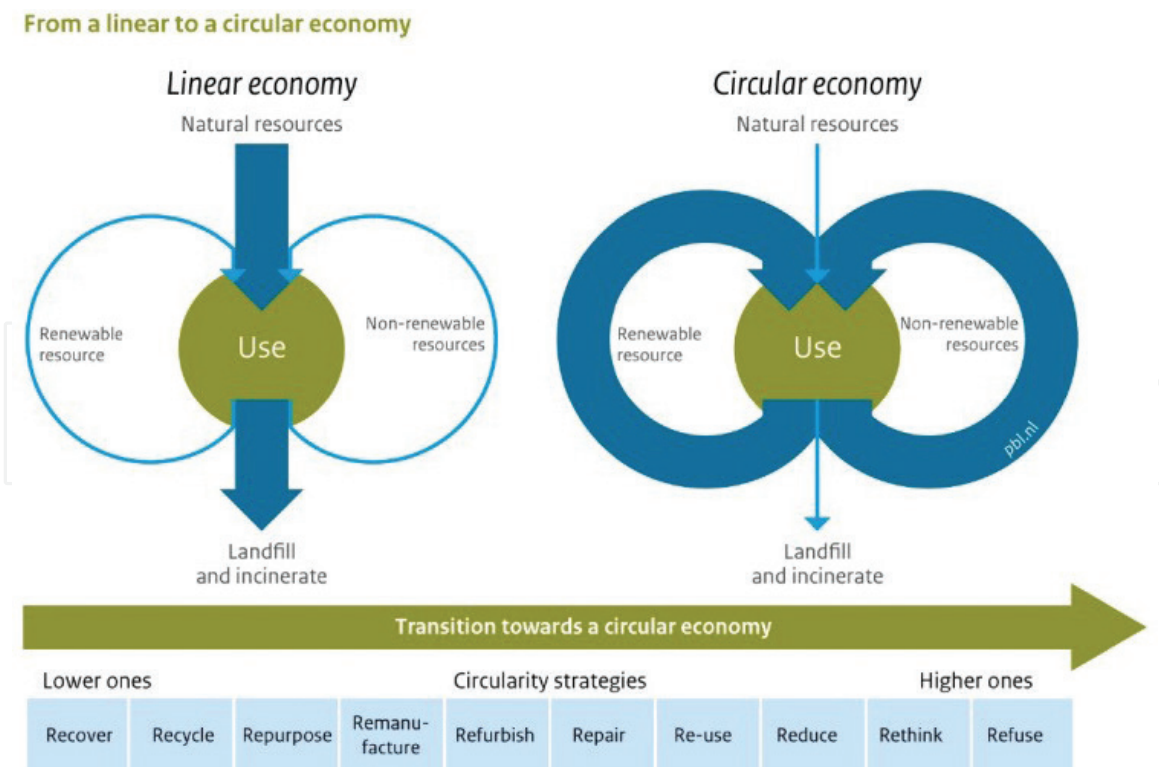 From a linear to a circular economy
Linear economy
Natural resources
Renewable
resource
Use
Non-renewable
resources
Landfill
and incinerate
Circular economy
Natural resources
Renewable
resource
Use
Non-renewable
resources
pbl.nl
Landfill
and incinerate
Transition towards a circular economy
Lower ones
Circularity strategies
Higher ones
Recover
Recycle
Repurpose
Remanu-
facture
Refurbish
Repair
Re-use
Reduce
Rethink
Refuse